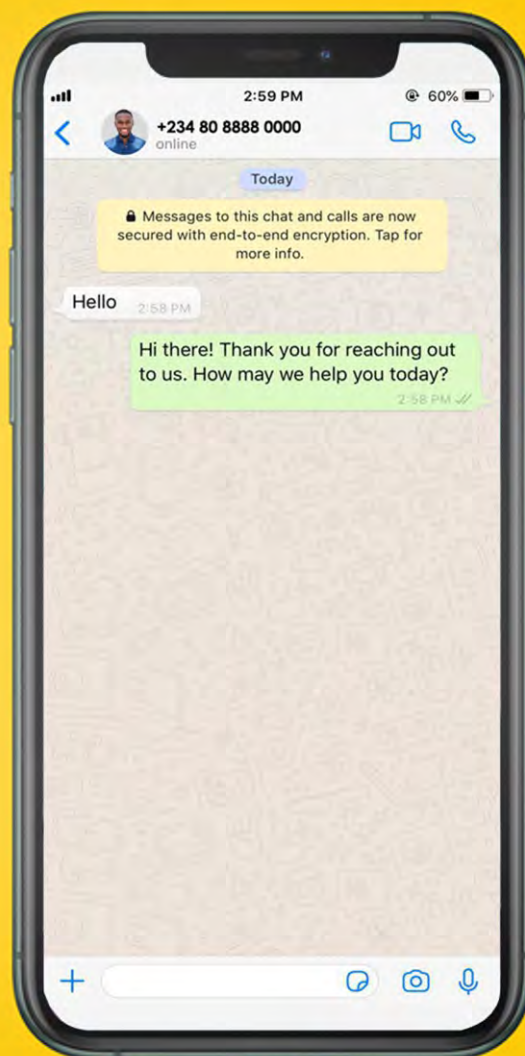 2:59 PM
60%
+234 80 8888 0000
online
Today
Messages to this chat and calls are now
secured with end-to-end encryption. Tap for
more info.
Hello 2:58 PM
Hi there! Thank you for reaching out
to us. How may we help you today?
2:58 PM